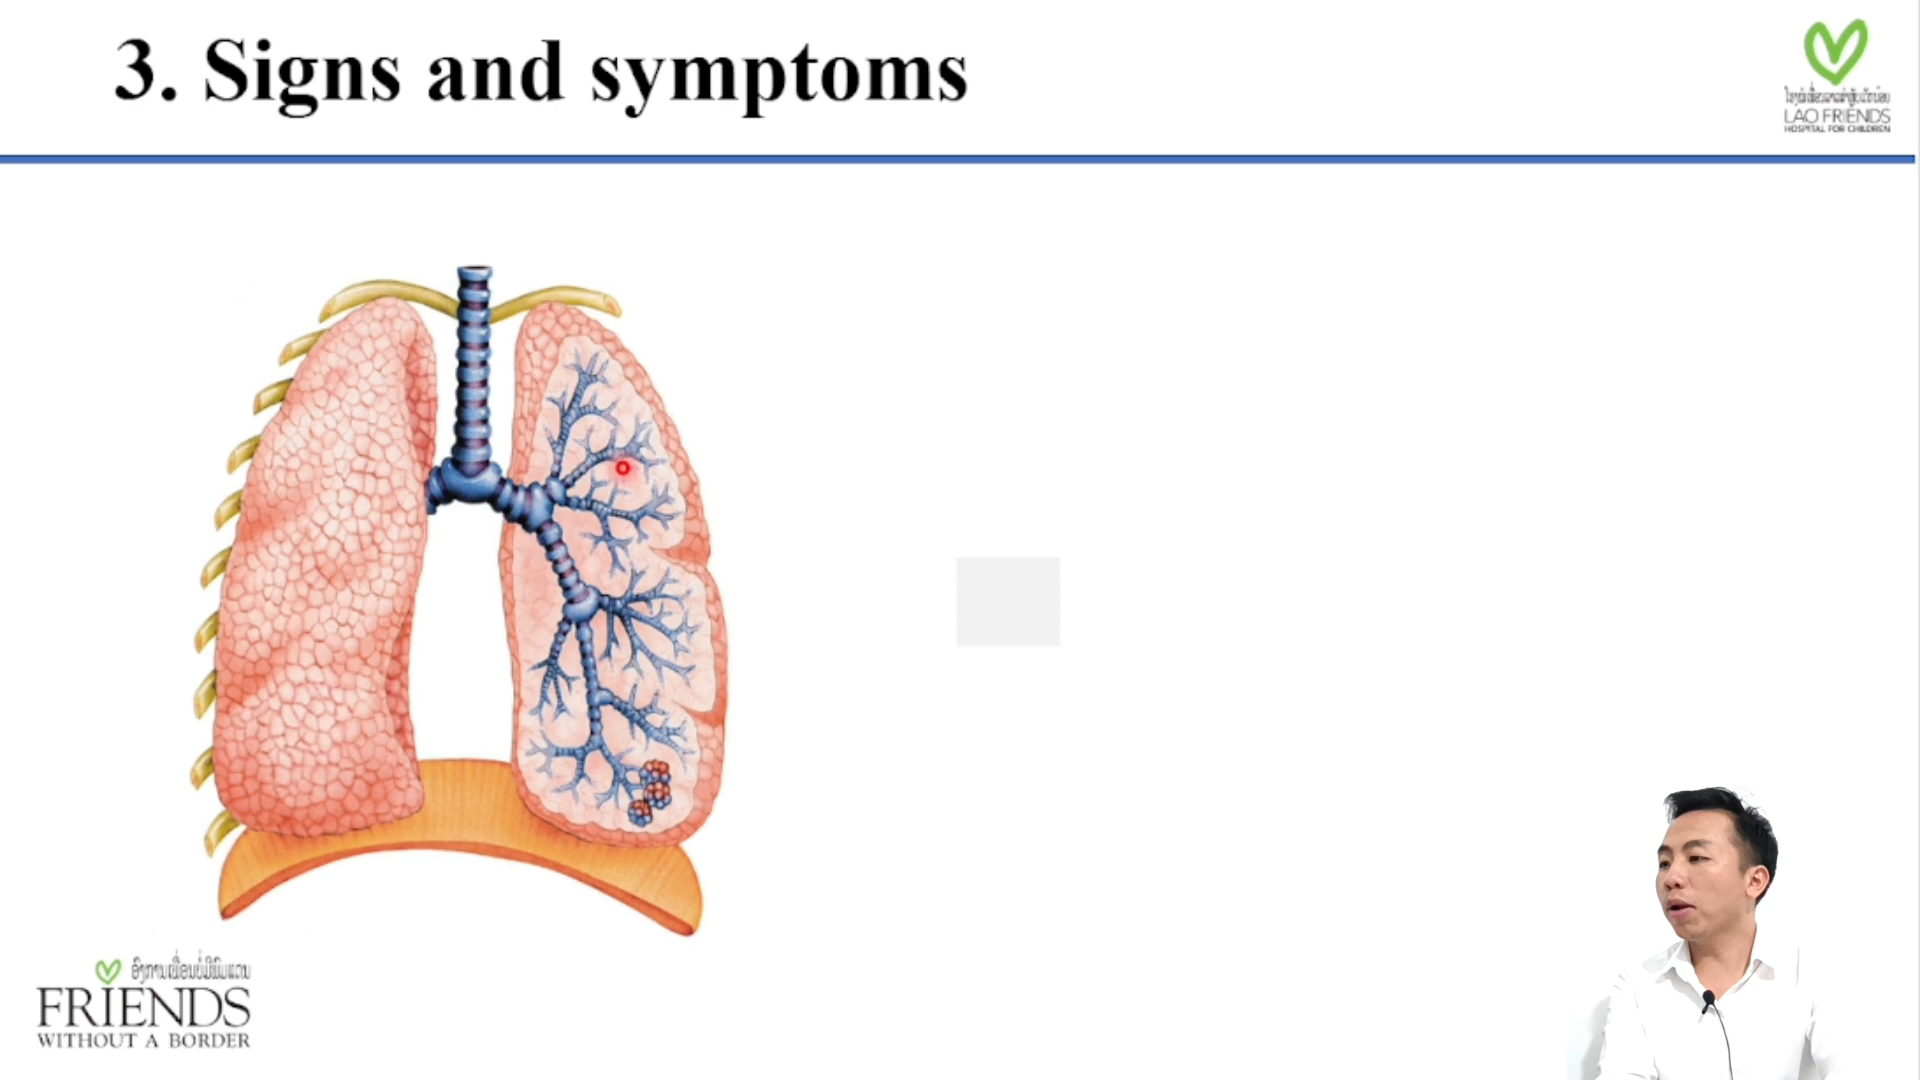 3. Signs and symptoms
LAO FRIENDS
HOSPITAL FOR CHILDREN
FRIENDS
WITHOUT A BORDER